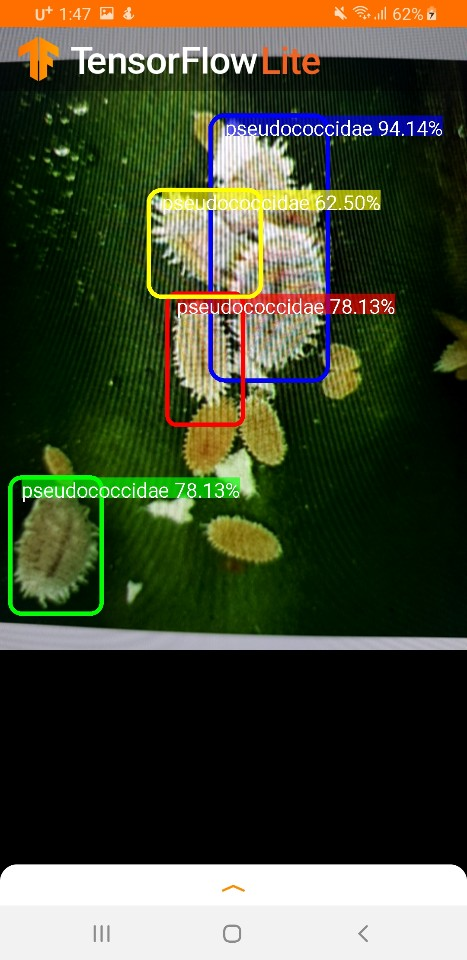 U+ 1:47 62%
TensorFlow Lite
pseudococcidae 94.14%
pseudococcidae 62.50%
pseudococcidae 78.13%
pseudococcidae 78.13%